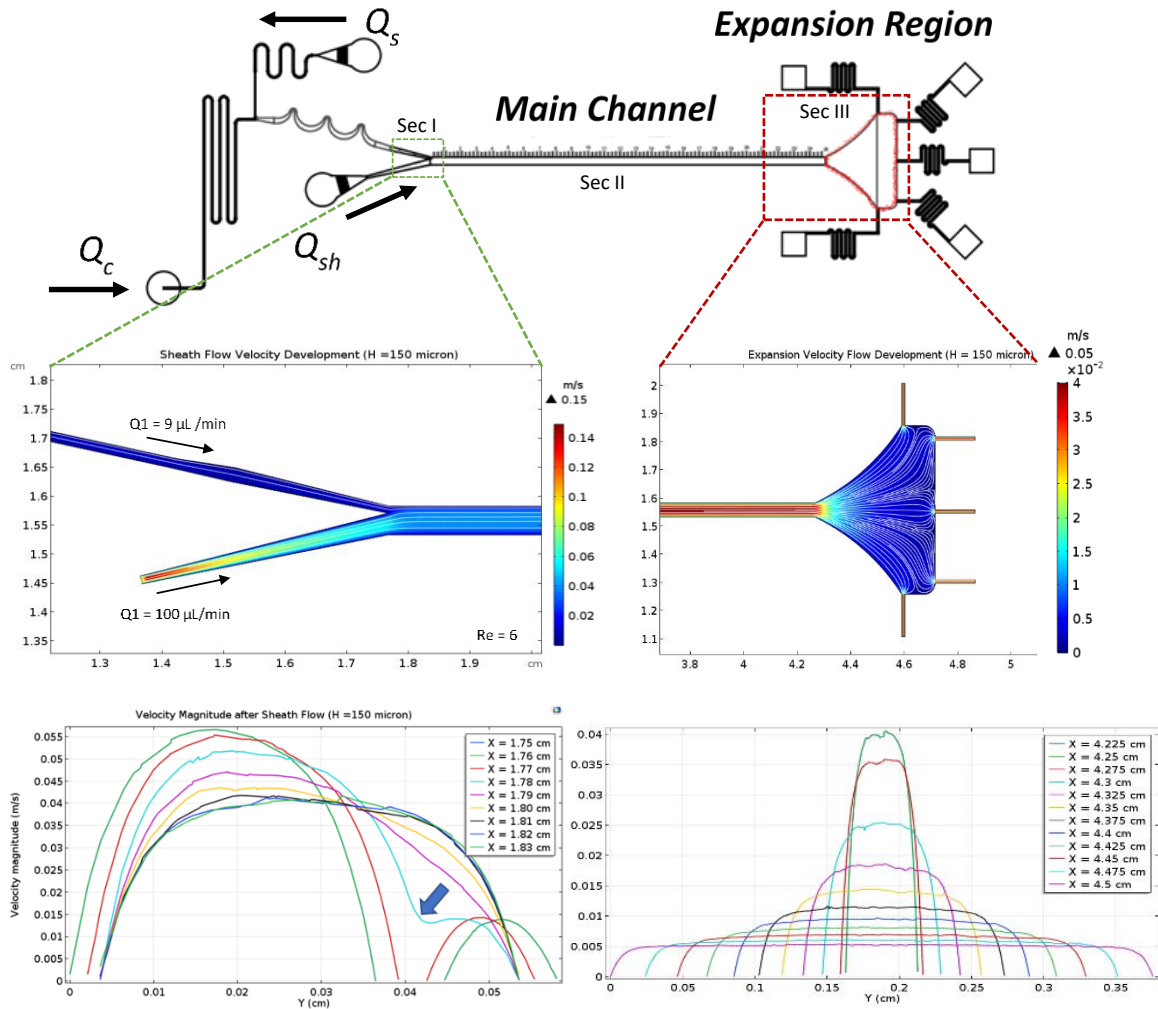 Qs
Expansion Region
Main Channel
Sec I
Sec III
Sec II
Qsh
Qc
Sheath Flow Velocity Development (H =150 micron)
cm
m/s
▲ 0.15
1.8
1.75
1.7
1.65
1.6
1.55
1.5
1.45
1.4
1.35
Q1 = 9 µL /min
Q1 = 100 µL/min
Re = 6
0.14
0.12
0.1
0.08
0.06
0.04
0.02
1.3 1.4 1.5 1.6 1.7 1.8 1.9 cm
Expansion Velocity Flow Development (H = 150 micron)
m/s
▲ 0.05
×10⁻²
2
1.9
1.8
1.7
1.6
1.5
1.4
1.3
1.2
1.1
4
3.5
3
2.5
2
1.5
1
0.5
0
3.8 4 4.2 4.4 4.6 4.8 5
Velocity Magnitude after Sheath Flow (H =150 micron)
Velocity magnitude (m/s)
0.055
0.05
0.045
0.04
0.035
0.03
0.025
0.02
0.015
0.01
0.005
0
X = 1.75 cm
X = 1.76 cm
X = 1.77 cm
X = 1.78 cm
X = 1.79 cm
X = 1.80 cm
X = 1.81 cm
X = 1.82 cm
X = 1.83 cm
0 0.01 0.02 0.03 0.04 0.05
Y (cm)
0.04
0.035
0.03
0.025
0.02
0.015
0.01
0.005
0
X = 4.225 cm
X = 4.25 cm
X = 4.275 cm
X = 4.3 cm
X = 4.325 cm
X = 4.35 cm
X = 4.375 cm
X = 4.4 cm
X = 4.425 cm
X = 4.45 cm
X = 4.475 cm
X = 4.5 cm
0 0.05 0.1 0.15 0.2 0.25 0.3 0.35
Y (cm)